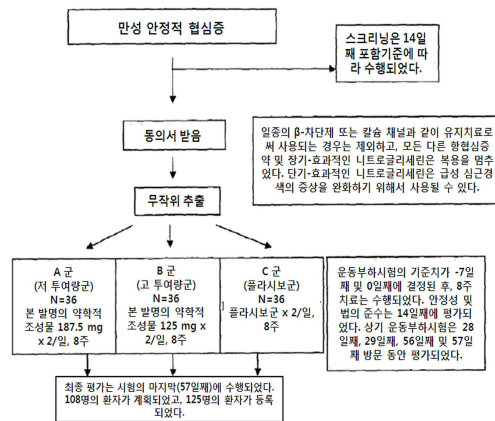 만성 안정적 협심증
스크리닝은 14일
째 포함기준에 따
라 수행되었다.
동의서 받음
일종의 β-차단제 또는 칼슘 채널과 같이 유지치료로
써 사용되는 경우는 제외하고, 모든 다른 항협심증
약 및 장기-효과적인 니트로글리세린은 복용을 멈추
었다. 단기-효과적인 니트로글리세린은 급성 심근경
색의 증상을 완화하기 위해서 사용될 수 있다.
무작위 추출
A 군
(저 투여량군)
N=36
본 발명의 약학적
조성물 187.5 mg
x 2/일, 8주
B 군
(고 투여량군)
N=36
본 발명의 약학적
조성물 125 mg x
2/일, 8주
C 군
(플라시보군)
N=36
플라시보군 x 2/일,
8주
운동부하시험의 기준치가 -7일
째 및 0일째에 결정된 후, 8주
치료는 수행되었다. 안정성 및
법의 준수는 14일째에 평가되
었다. 상기 운동부하시험은 28
일째, 29일째, 56일째 및 57일
째 방문 동안 평가되었다.
최종 평가는 시험의 마지막(57일째)에 수행되었다.
108명의 환자가 계획되었고, 125명의 환자가 등록
되었다.